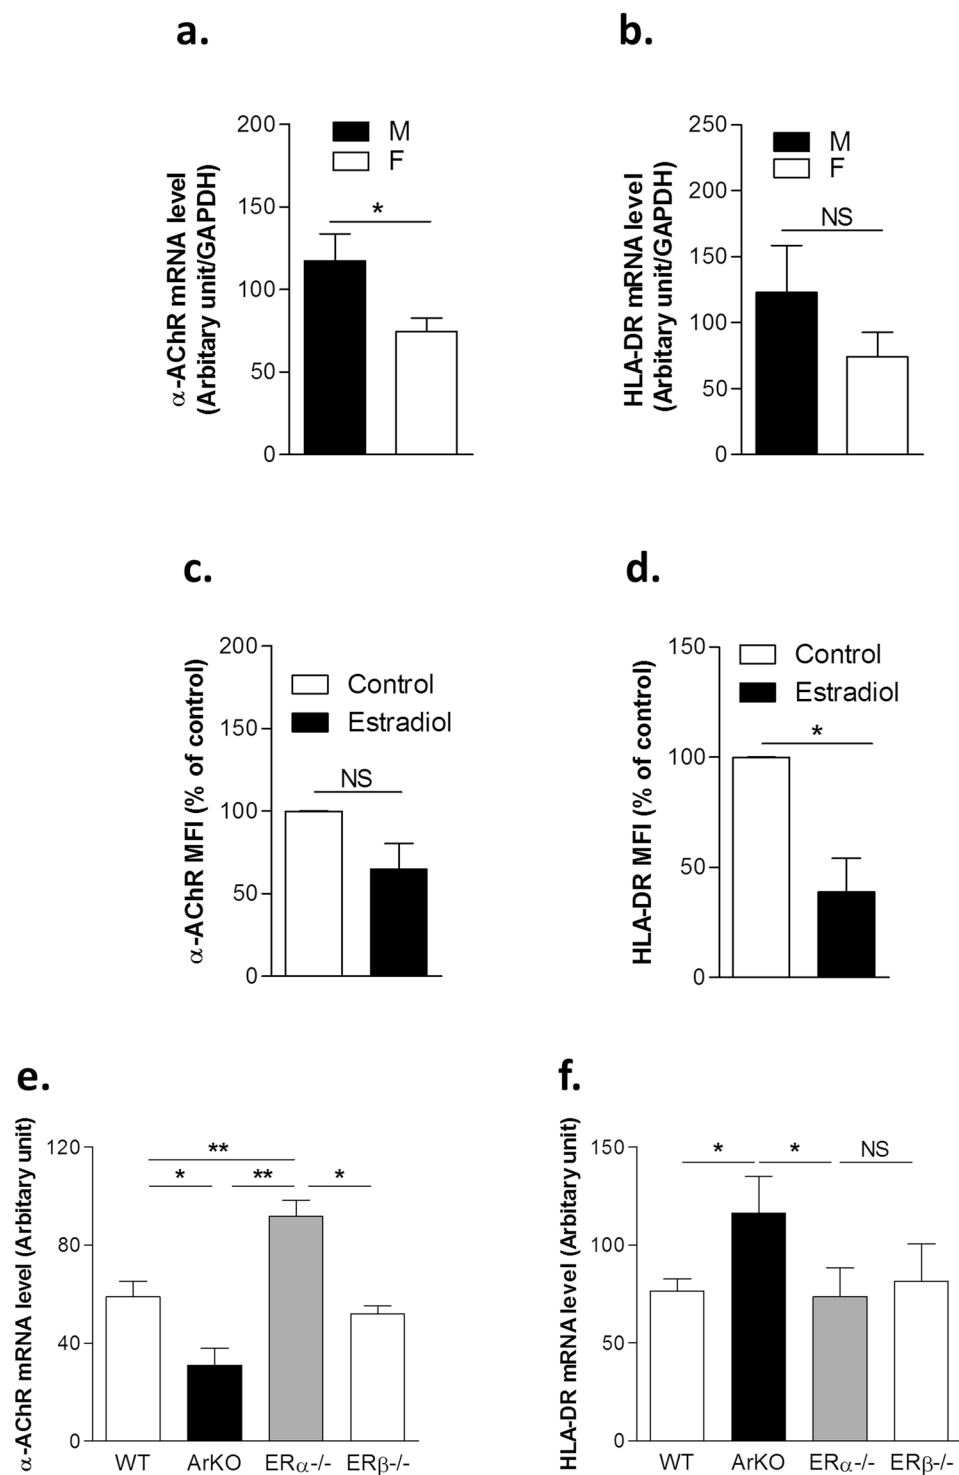 a.
α-AChR mRNA level
(Arbitary unit/GAPDH)
200
150
100
50
0
M
F
*
b.
HLA-DR mRNA level
(Arbitary unit/GAPDH)
250
200
150
100
50
0
M
F
NS
c.
α-AChR MFI (% of control)
200
150
100
50
0
Control
Estradiol
NS
d.
HLA-DR MFI (% of control)
150
100
50
0
Control
Estradiol
*
e.
α-AChR mRNA level (Arbitary unit)
120
80
40
0
**
* ** *
WT ArKO ERα-/- ERβ-/-
f.
HLA-DR mRNA level (Arbitary unit)
150
100
50
0
* * NS
WT ArKO ERα-/- ERβ-/-